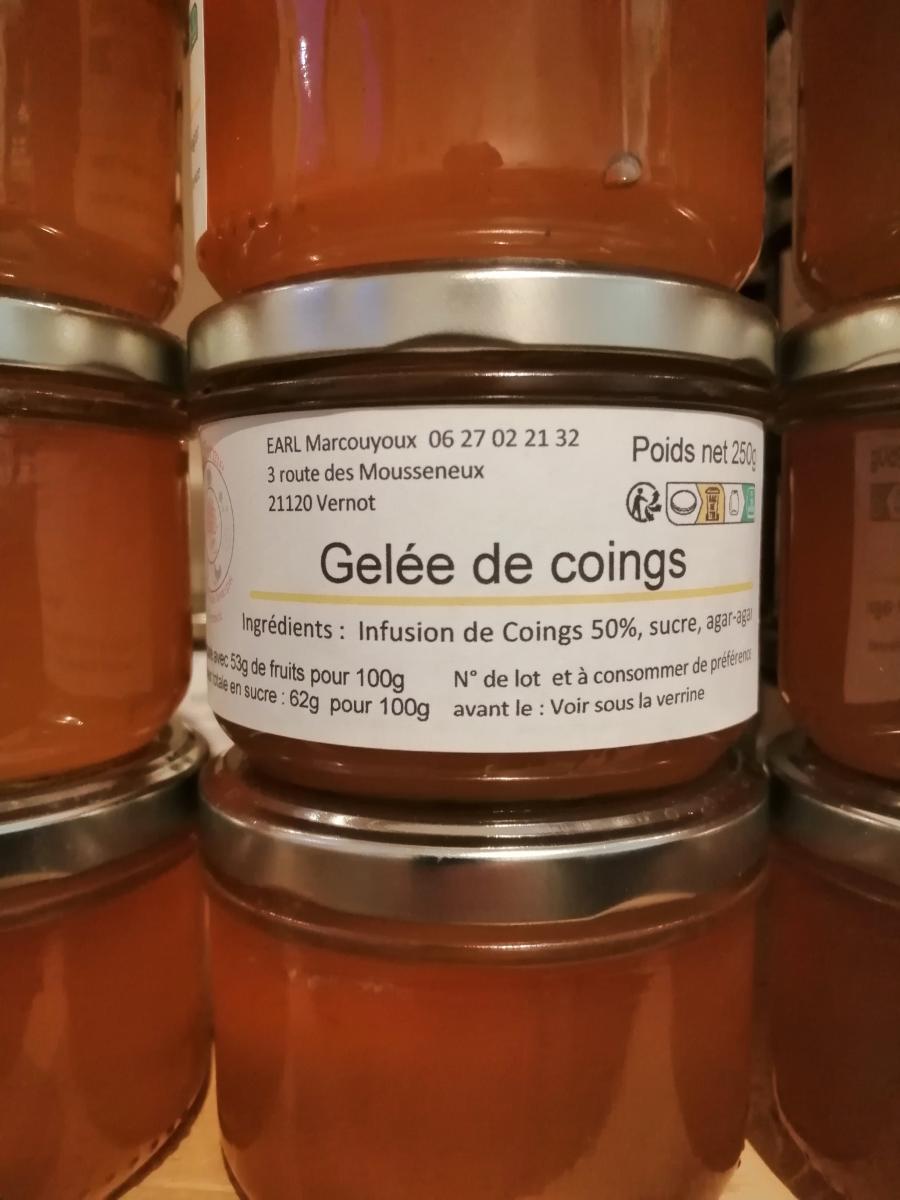 EARL Marcouyoux 06 27 02 21 32
3 route des Mousseneux
21120 Vernot
Poids net 250g
Gelée de coings
Ingrédients : Infusion de Coings 50%, sucre, agar-agar
avec 53g de fruits pour 100g
totale en sucre : 62g pour 100g
N° de lot et à consommer de préférence
avant le : Voir sous la verrine